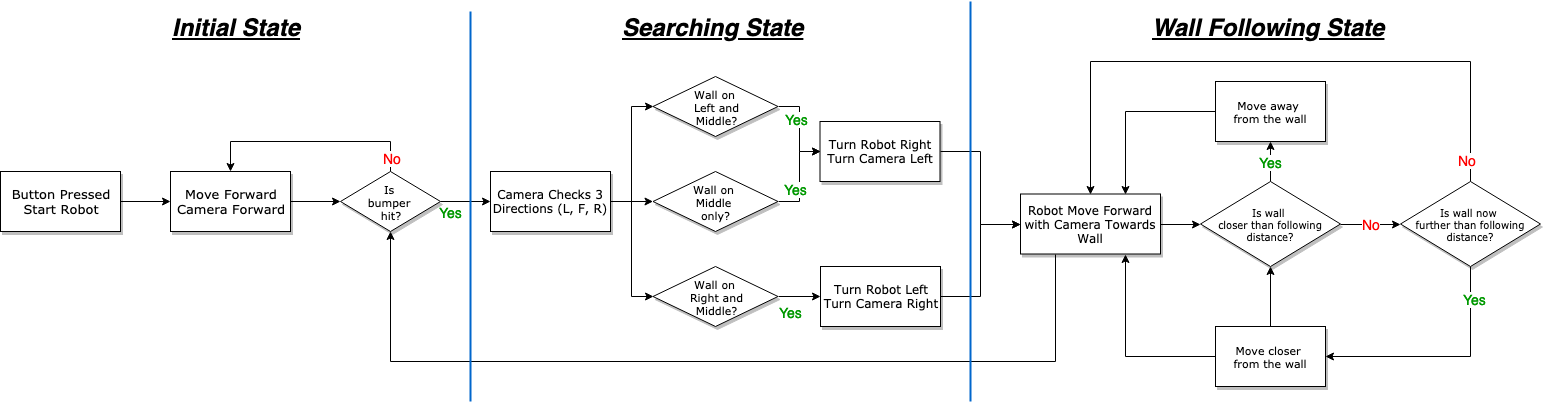 Initial State
Searching State
Wall Following State
Button Pressed
Start Robot
Move Forward
Camera Forward
No
Is
bumper
hit?
Yes
Camera Checks 3
Directions (L, F, R)
Wall on
Left and
Middle?
Yes
Wall on
Middle
only?
Yes
Wall on
Right and
Middle?
Yes
Turn Robot Right
Turn Camera Left
Turn Robot Left
Turn Camera Right
Robot Move Forward
with Camera Towards
Wall
Move away
from the wall
Yes
Is wall
closer than following
distance?
No
No
Is wall now
further than following
distance?
Yes
Move closer
from the wall